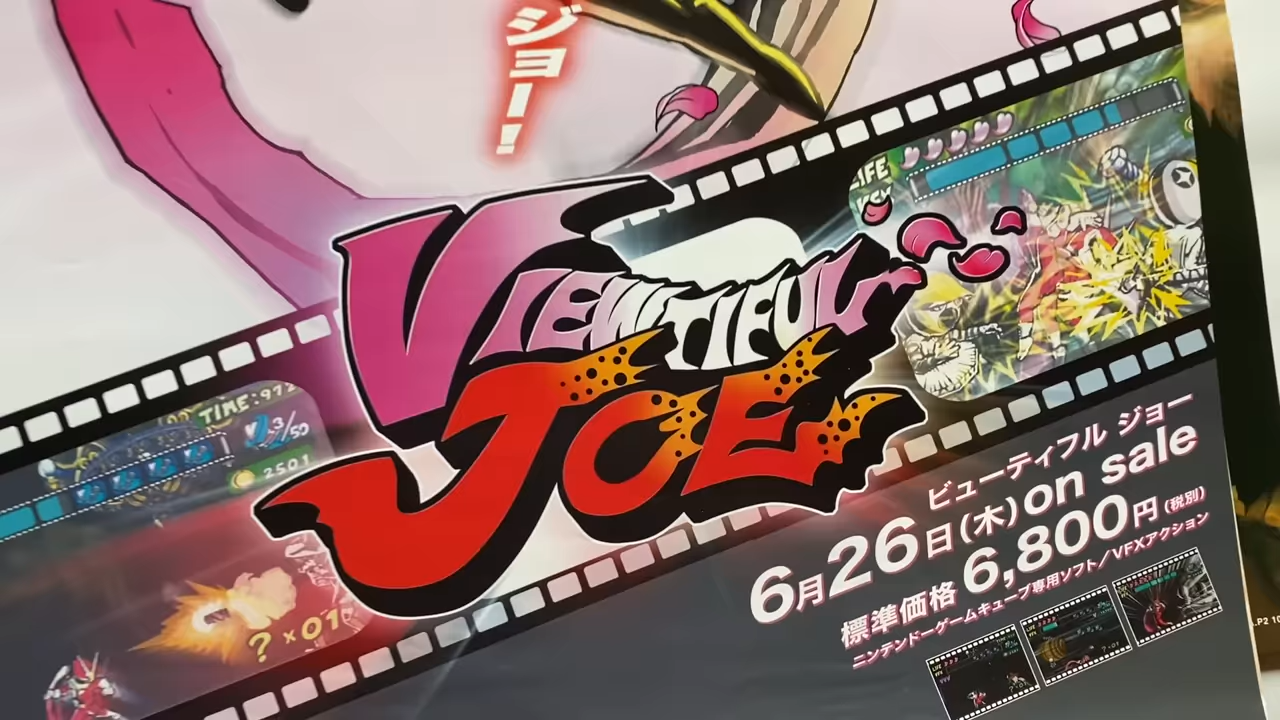 ジョー!
VIEWTIFUL
JOE
LIFE
TIME:972
3/50
2501
? ×01
ビューティフル ジョー
6月26日(木)on sale
標準価格 6,800円(税別)
ニンテンドーゲームキューブ専用ソフト/VFXアクション